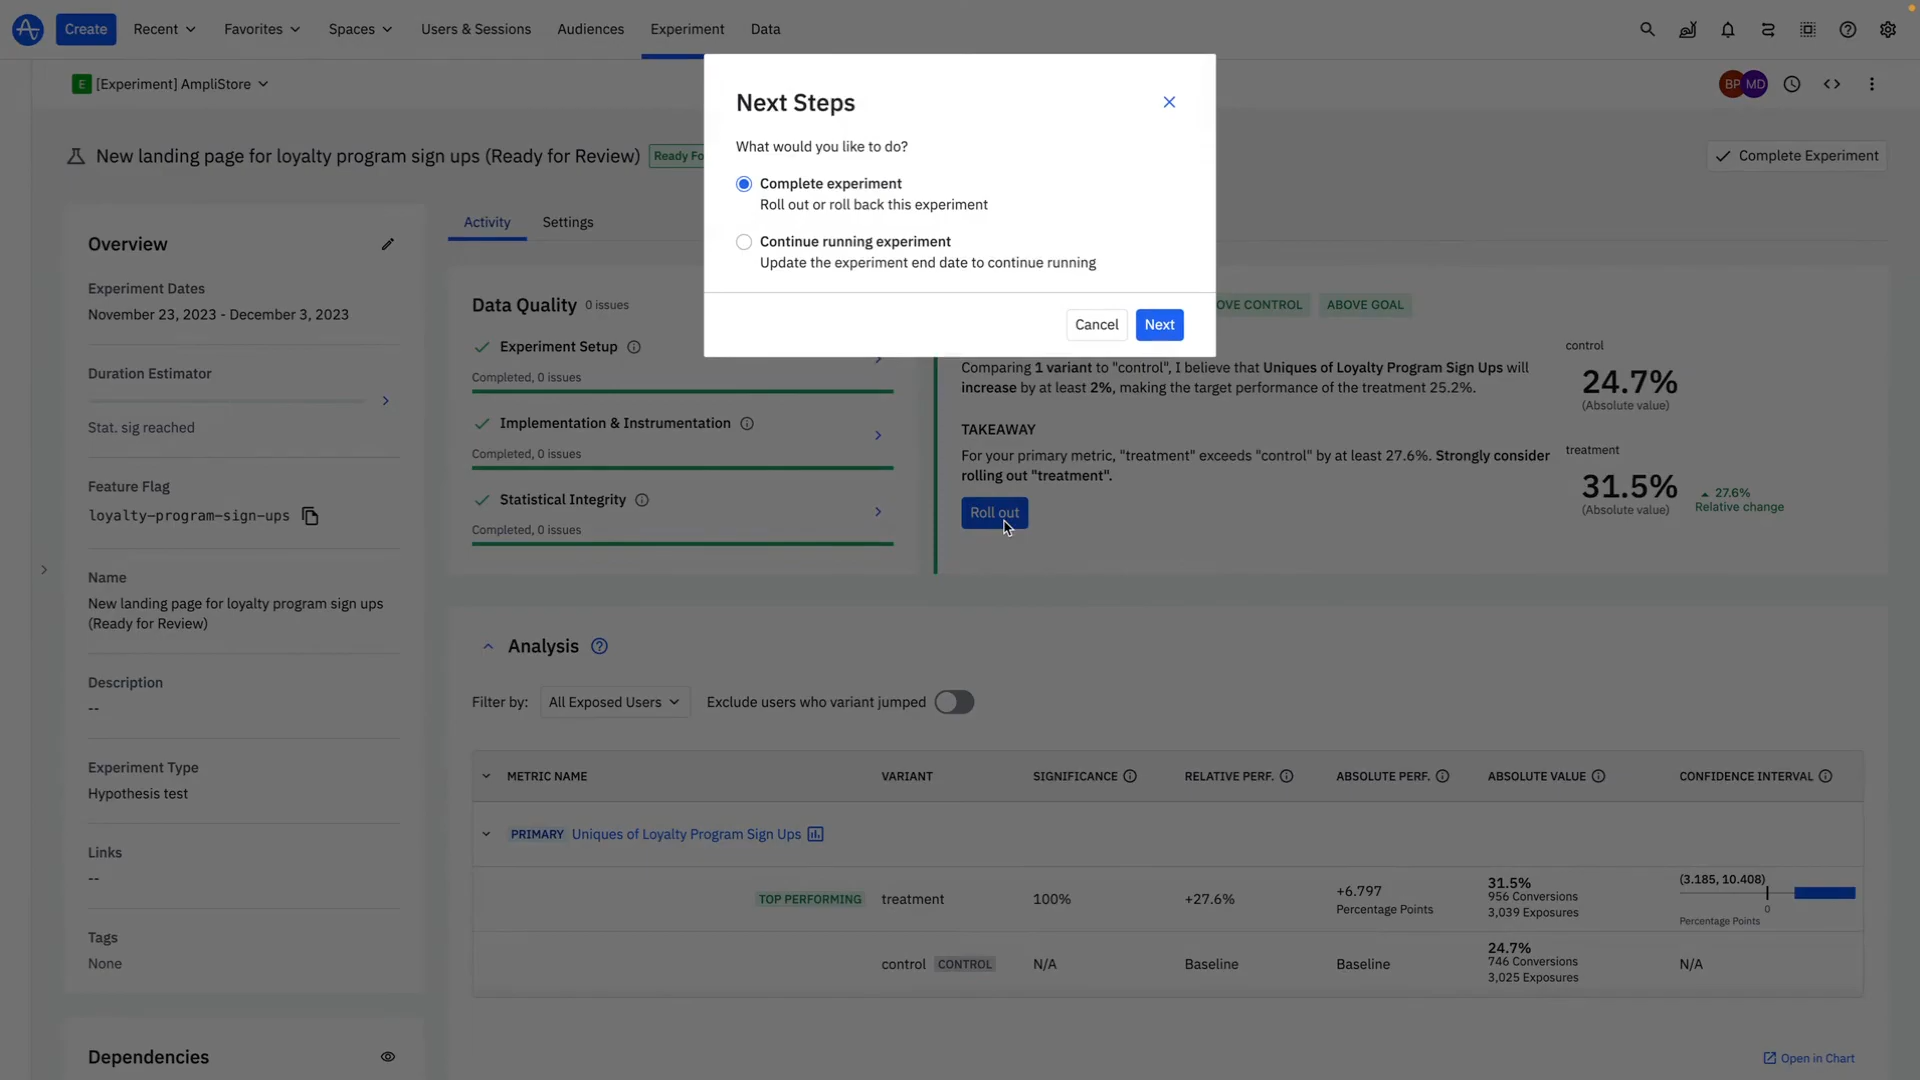 Create
Recent
Favorites
Spaces
Users & Sessions
Audiences
Experiment
Data
E [Experiment] AmpliStore
BP MD
New landing page for loyalty program sign ups (Ready for Review)
Complete Experiment
Next Steps
What would you like to do?
Complete experiment
Roll out or roll back this experiment
Continue running experiment
Update the experiment end date to continue running
Cancel
Next
Overview
Experiment Dates
November 23, 2023 - December 3, 2023
Duration Estimator
Stat. sig reached
Feature Flag
loyalty-program-sign-ups
Name
New landing page for loyalty program sign ups
(Ready for Review)
Description
--
Experiment Type
Hypothesis test
Links
--
Tags
None
Dependencies
Activity
Settings
Data Quality 0 issues
Experiment Setup
Completed, 0 issues
Implementation & Instrumentation
Completed, 0 issues
Statistical Integrity
Completed, 0 issues
CONTROL
ABOVE GOAL
Comparing 1 variant to "control", I believe that Uniques of Loyalty Program Sign Ups will
increase by at least 2%, making the target performance of the treatment 25.2%.
TAKEAWAY
For your primary metric, "treatment" exceeds "control" by at least 27.6%. Strongly consider
rolling out "treatment".
Roll out
control
24.7%
(Absolute value)
treatment
31.5%
(Absolute value)
27.6%
Relative change
Analysis
Filter by:
All Exposed Users
Exclude users who variant jumped
METRIC NAME
VARIANT
SIGNIFICANCE
RELATIVE PERF.
ABSOLUTE PERF.
ABSOLUTE VALUE
CONFIDENCE INTERVAL
PRIMARY Uniques of Loyalty Program Sign Ups
TOP PERFORMING
treatment
100%
+27.6%
+6.797
Percentage Points
31.5%
956 Conversions
3,039 Exposures
(3.185, 10.408)
0
Percentage Points
control CONTROL
N/A
Baseline
Baseline
24.7%
746 Conversions
3,025 Exposures
N/A
Open in Chart